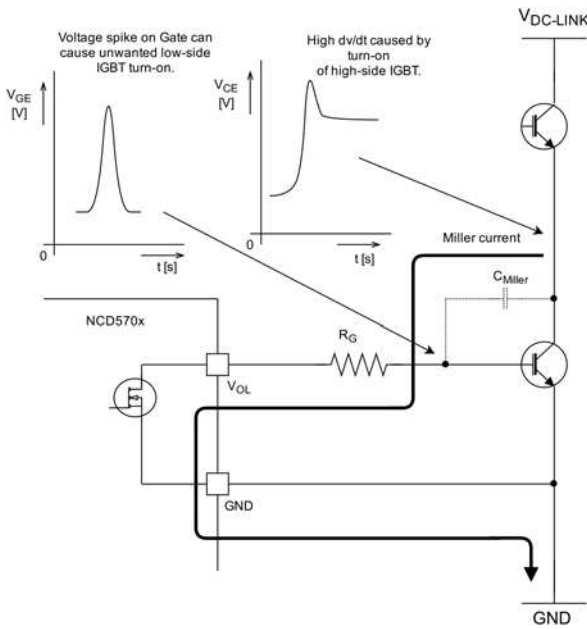 V_DC-LINK
Voltage spike on Gate can
cause unwanted low-side
IGBT turn-on.
High dv/dt caused by
turn-on
of high-side IGBT.
V_GE
[V]
0
t [s]
V_CE
[V]
0
t [s]
Miller current
C_Miller
NCD570x
R_G
V_OL
GND
GND